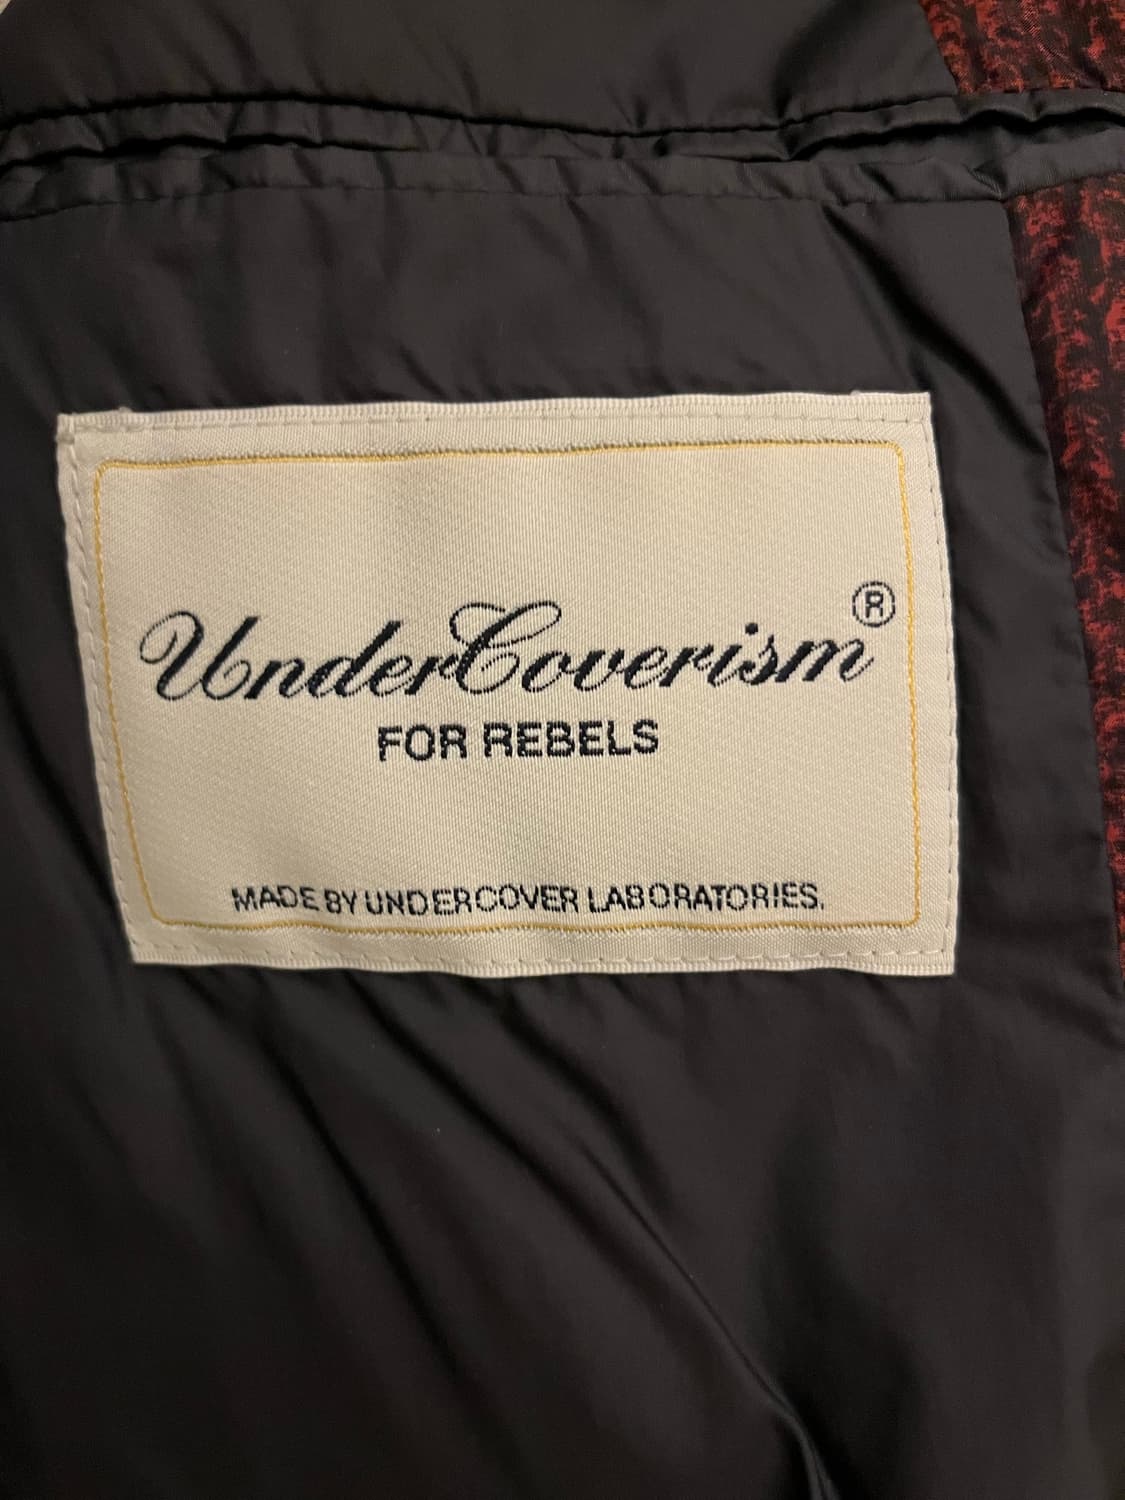 UnderCoverism®
FOR REBELS
MADE BY UNDERCOVER LABORATORIES.